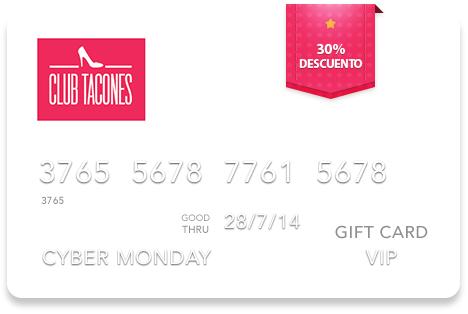 30%
DESCUENTO
CLUB TACONES
3765 5678 7761 5678
3765
GOOD
THRU
28/7/14
GIFT CARD
CYBER MONDAY
VIP